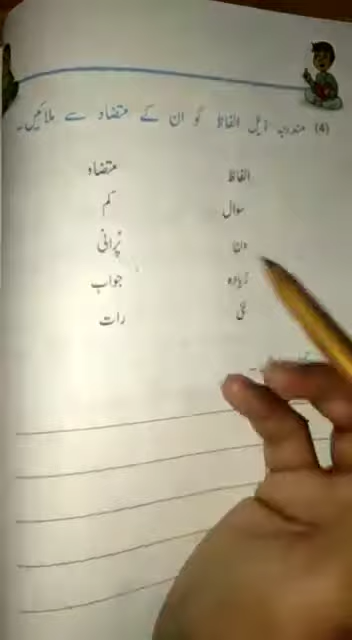 (4) مندرجہ ذیل الفاظ کو ان کے متضاد سے ملائیں۔
الفاظ متضاد
سوال کم
دن پُرانی
زیادہ جواب
نئی رات